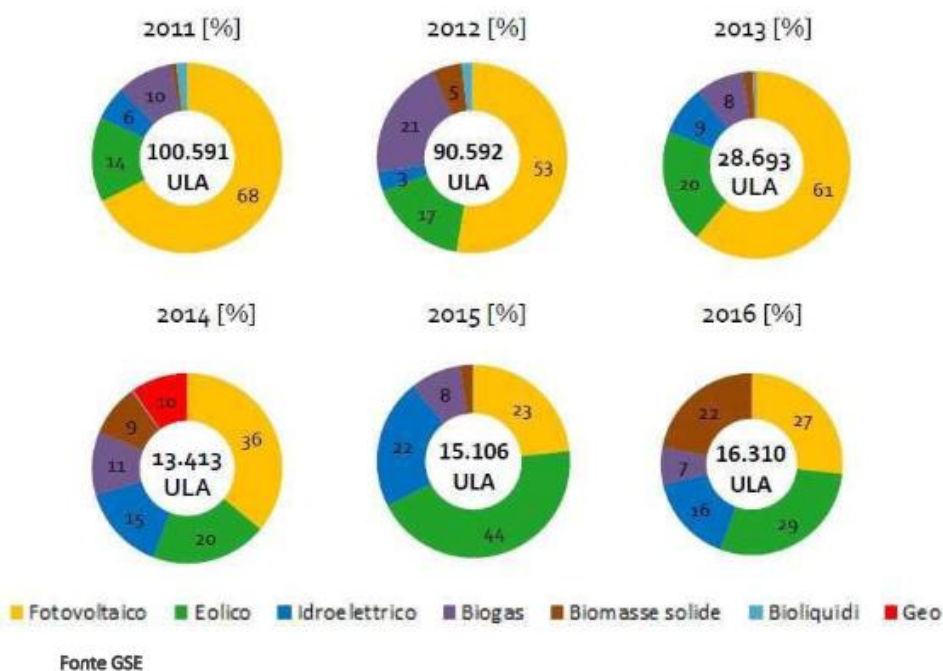 2011 [%] 2012 [%] 2013 [%]
10 5 8
6 21 9
14 100.591 ULA 3 90.592 ULA 53 20 28.693 ULA
68 17 61
2014 [%] 2015 [%] 2016 [%]
10 8 23 22 27
9 36
11 13.413 ULA 22 15.106 ULA 7 16.310 ULA
15 20 44 16 29
Fotovoltaico Eolico Idroelettrico Biogas Biomasse solide Bioliquidi Geo
Fonte GSE